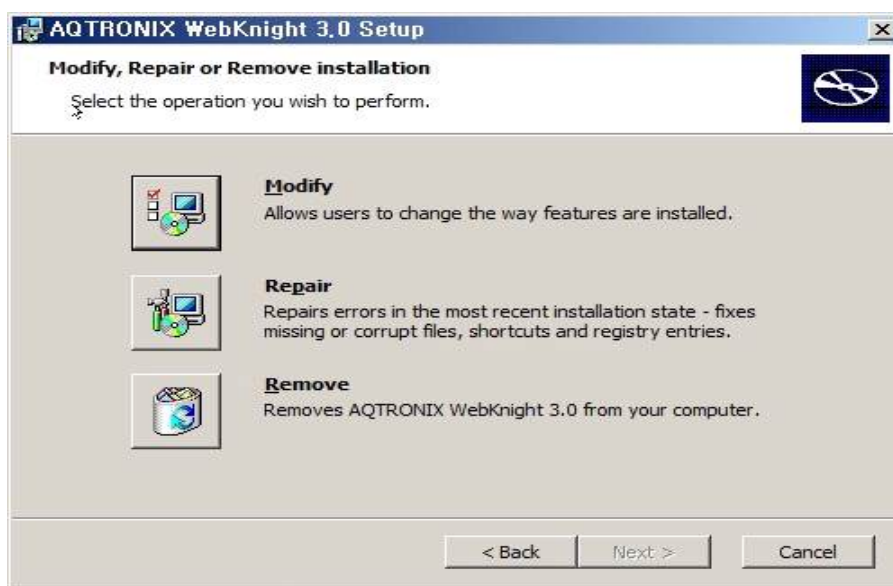 AQTRONIX WebKnight 3.0 Setup
Modify, Repair or Remove installation
Select the operation you wish to perform.
Modify
Allows users to change the way features are installed.
Repair
Repairs errors in the most recent installation state - fixes
missing or corrupt files, shortcuts and registry entries.
Remove
Removes AQTRONIX WebKnight 3.0 from your computer.
< Back
Next >
Cancel